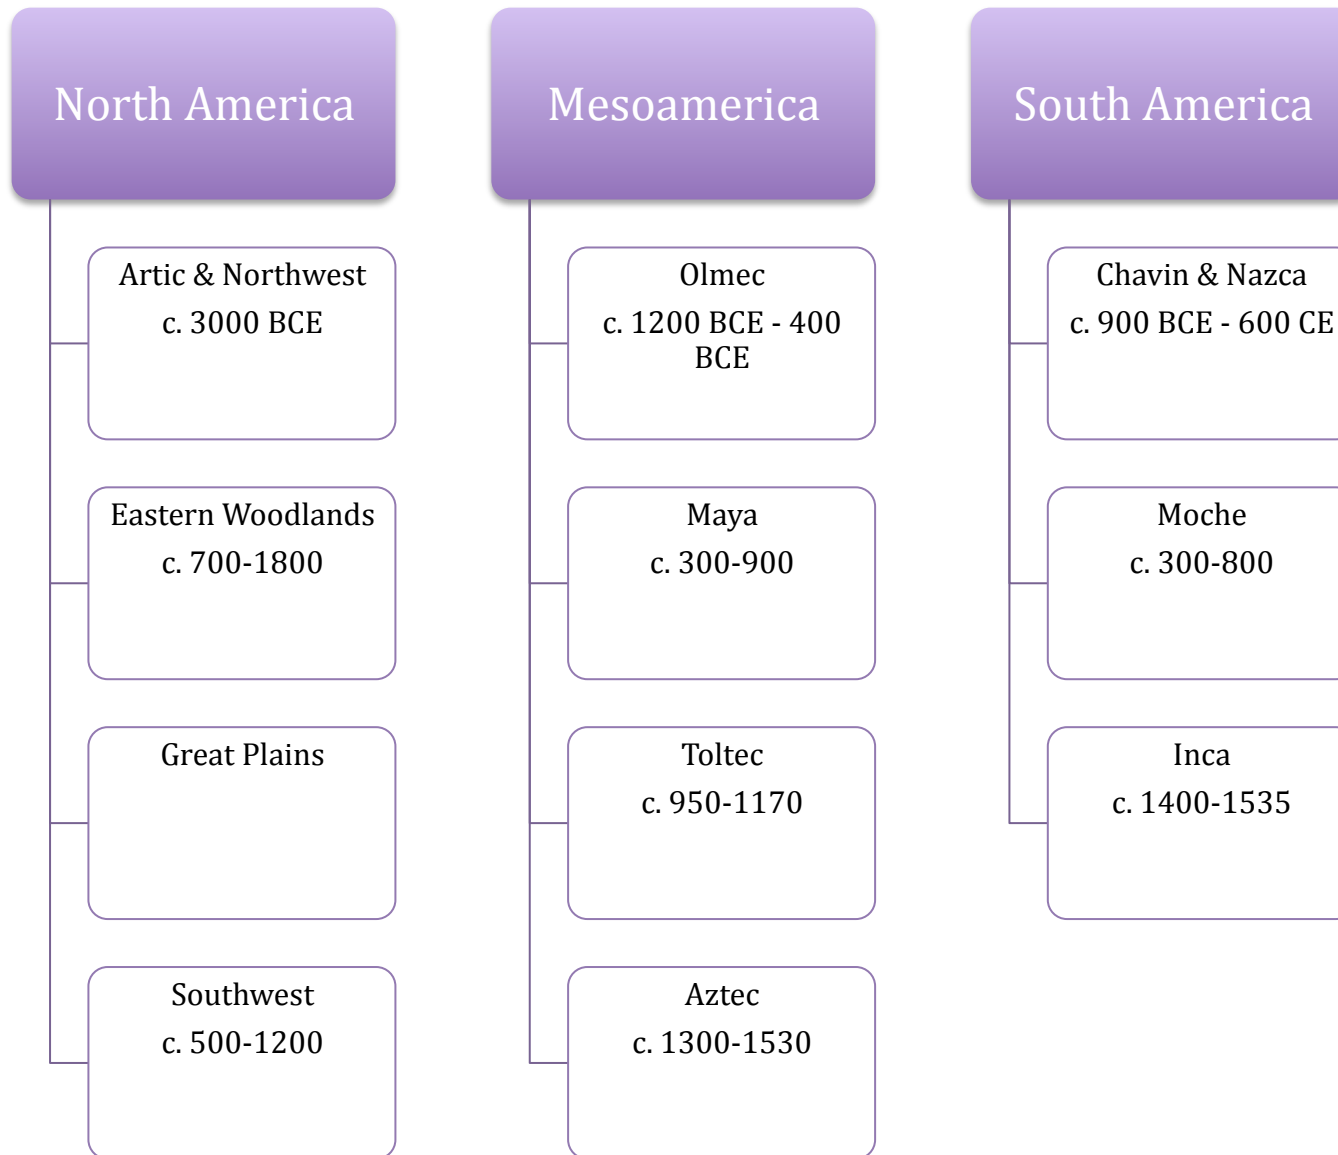 North America
Artic & Northwest
c. 3000 BCE
Eastern Woodlands
c. 700-1800
Great Plains
Southwest
c. 500-1200
Mesoamerica
Olmec
c. 1200 BCE - 400
BCE
Maya
c. 300-900
Toltec
c. 950-1170
Aztec
c. 1300-1530
South America
Chavin & Nazca
c. 900 BCE - 600 CE
Moche
c. 300-800
Inca
c. 1400-1535